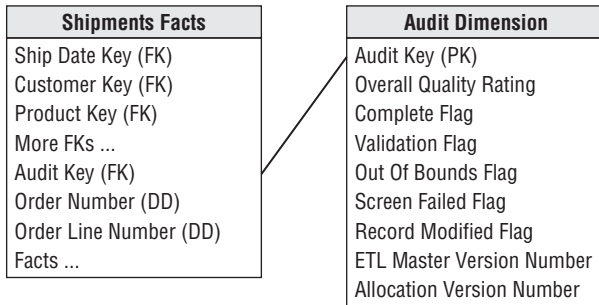 Shipments Facts
Ship Date Key (FK)
Customer Key (FK)
Product Key (FK)
More FKs ...
Audit Key (FK)
Order Number (DD)
Order Line Number (DD)
Facts ...
Audit Dimension
Audit Key (PK)
Overall Quality Rating
Complete Flag
Validation Flag
Out Of Bounds Flag
Screen Failed Flag
Record Modified Flag
ETL Master Version Number
Allocation Version Number